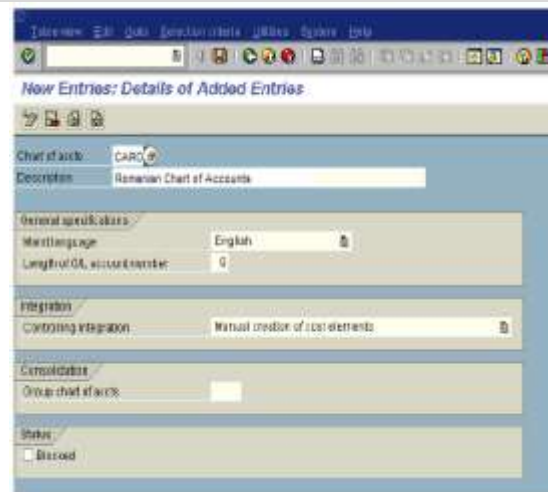 Table view Edit Goto Selection criteria Utilities System Help
New Entries: Details of Added Entries
Chart of accts
Description Romanian Chart of Accounts
General specifications
Maint language English
Length of G/L account number
Integration
Controlling integration Manual creation of cost elements
Consolidation
Group chart of accts
Status
Blocked